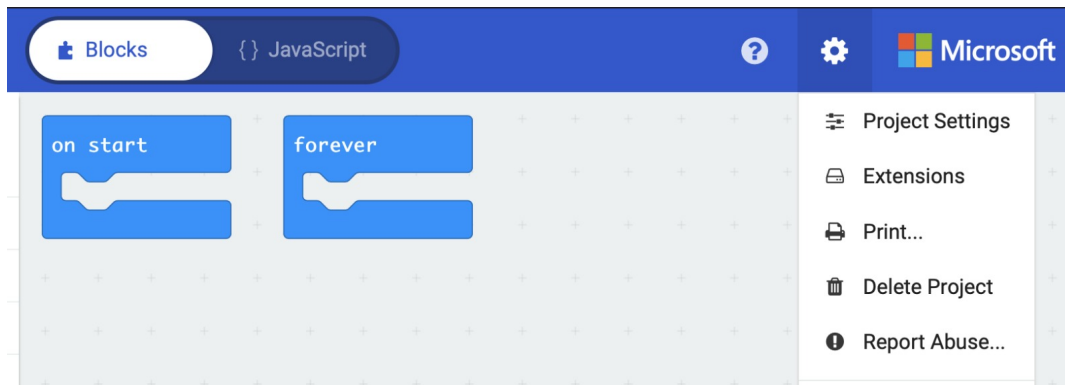 Blocks
{ } JavaScript
?
Microsoft
on start
forever
Project Settings
Extensions
Print...
Delete Project
Report Abuse...